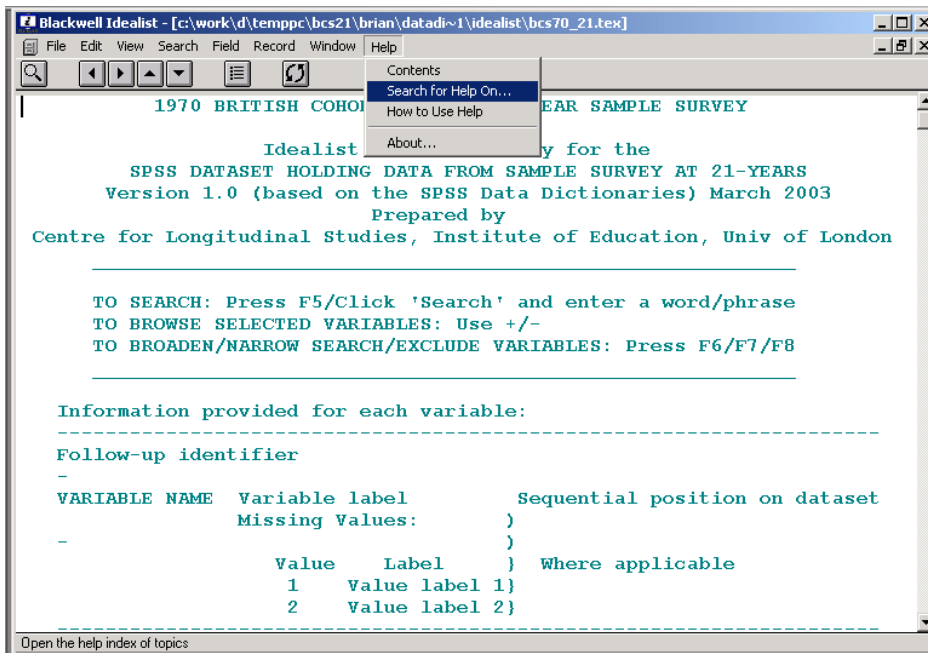 Blackwell Idealist - [c:\work\d\temppc\bcs21\brian\datadi~1\idealist\bcs70_21.tex]
File Edit View Search Field Record Window Help
Contents
Search for Help On...
How to Use Help
About...
1970 BRITISH COHO EAR SAMPLE SURVEY
Idealist y for the
SPSS DATASET HOLDING DATA FROM SAMPLE SURVEY AT 21-YEARS
Version 1.0 (based on the SPSS Data Dictionaries) March 2003
Prepared by
Centre for Longitudinal Studies, Institute of Education, Univ of London
TO SEARCH: Press F5/Click 'Search' and enter a word/phrase
TO BROWSE SELECTED VARIABLES: Use +/-
TO BROADEN/NARROW SEARCH/EXCLUDE VARIABLES: Press F6/F7/F8
Information provided for each variable:
Follow-up identifier
-
VARIABLE NAME Variable label Sequential position on dataset
Missing Values: )
- )
Value Label } Where applicable
1 Value label 1}
2 Value label 2}
Open the help index of topics